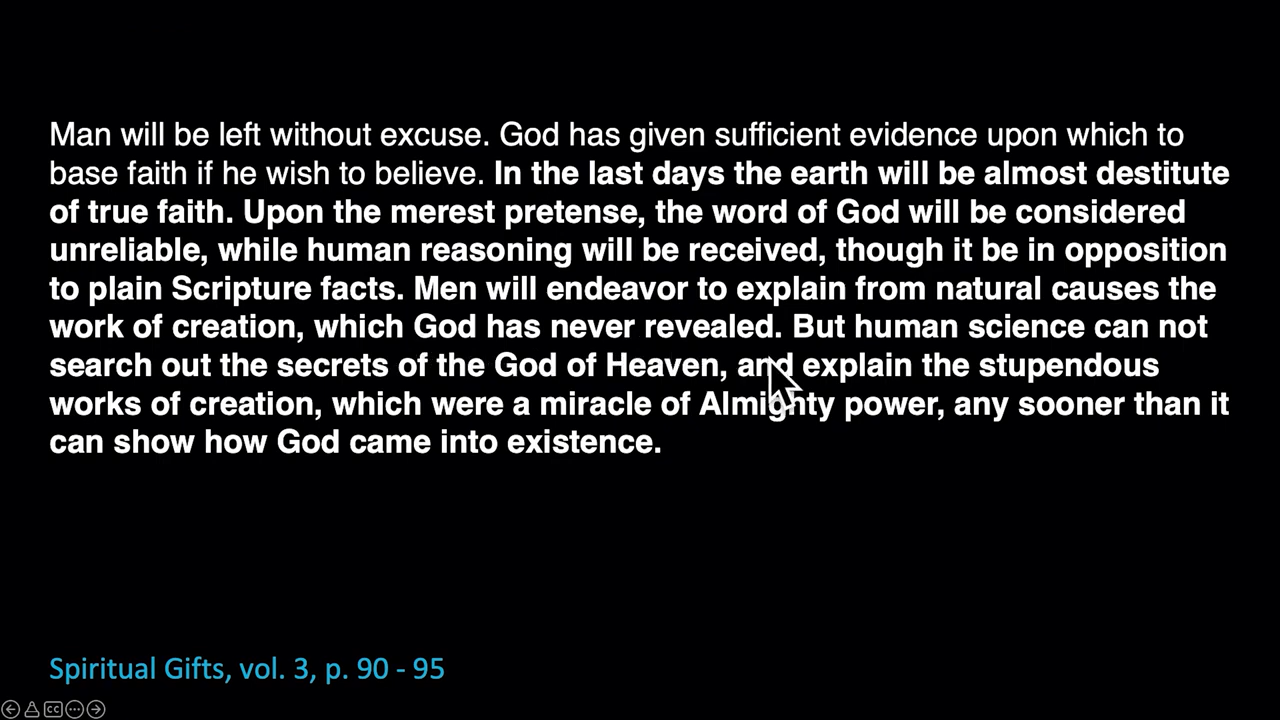 Man will be left without excuse. God has given sufficient evidence upon which to
base faith if he wish to believe. In the last days the earth will be almost destitute
of true faith. Upon the merest pretense, the word of God will be considered
unreliable, while human reasoning will be received, though it be in opposition
to plain Scripture facts. Men will endeavor to explain from natural causes the
work of creation, which God has never revealed. But human science can not
search out the secrets of the God of Heaven, and explain the stupendous
works of creation, which were a miracle of Almighty power, any sooner than it
can show how God came into existence.
Spiritual Gifts, vol. 3, p. 90 - 95
CC